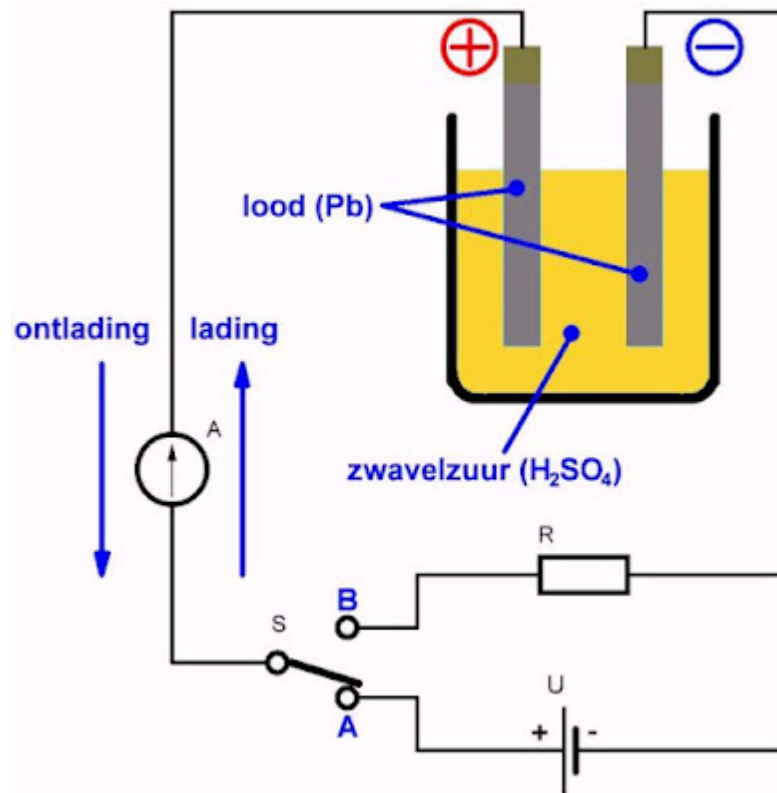 + −
lood (Pb)
ontlading lading
A
zwavelzuur (H₂SO₄)
R
B
S
A
U
+ -